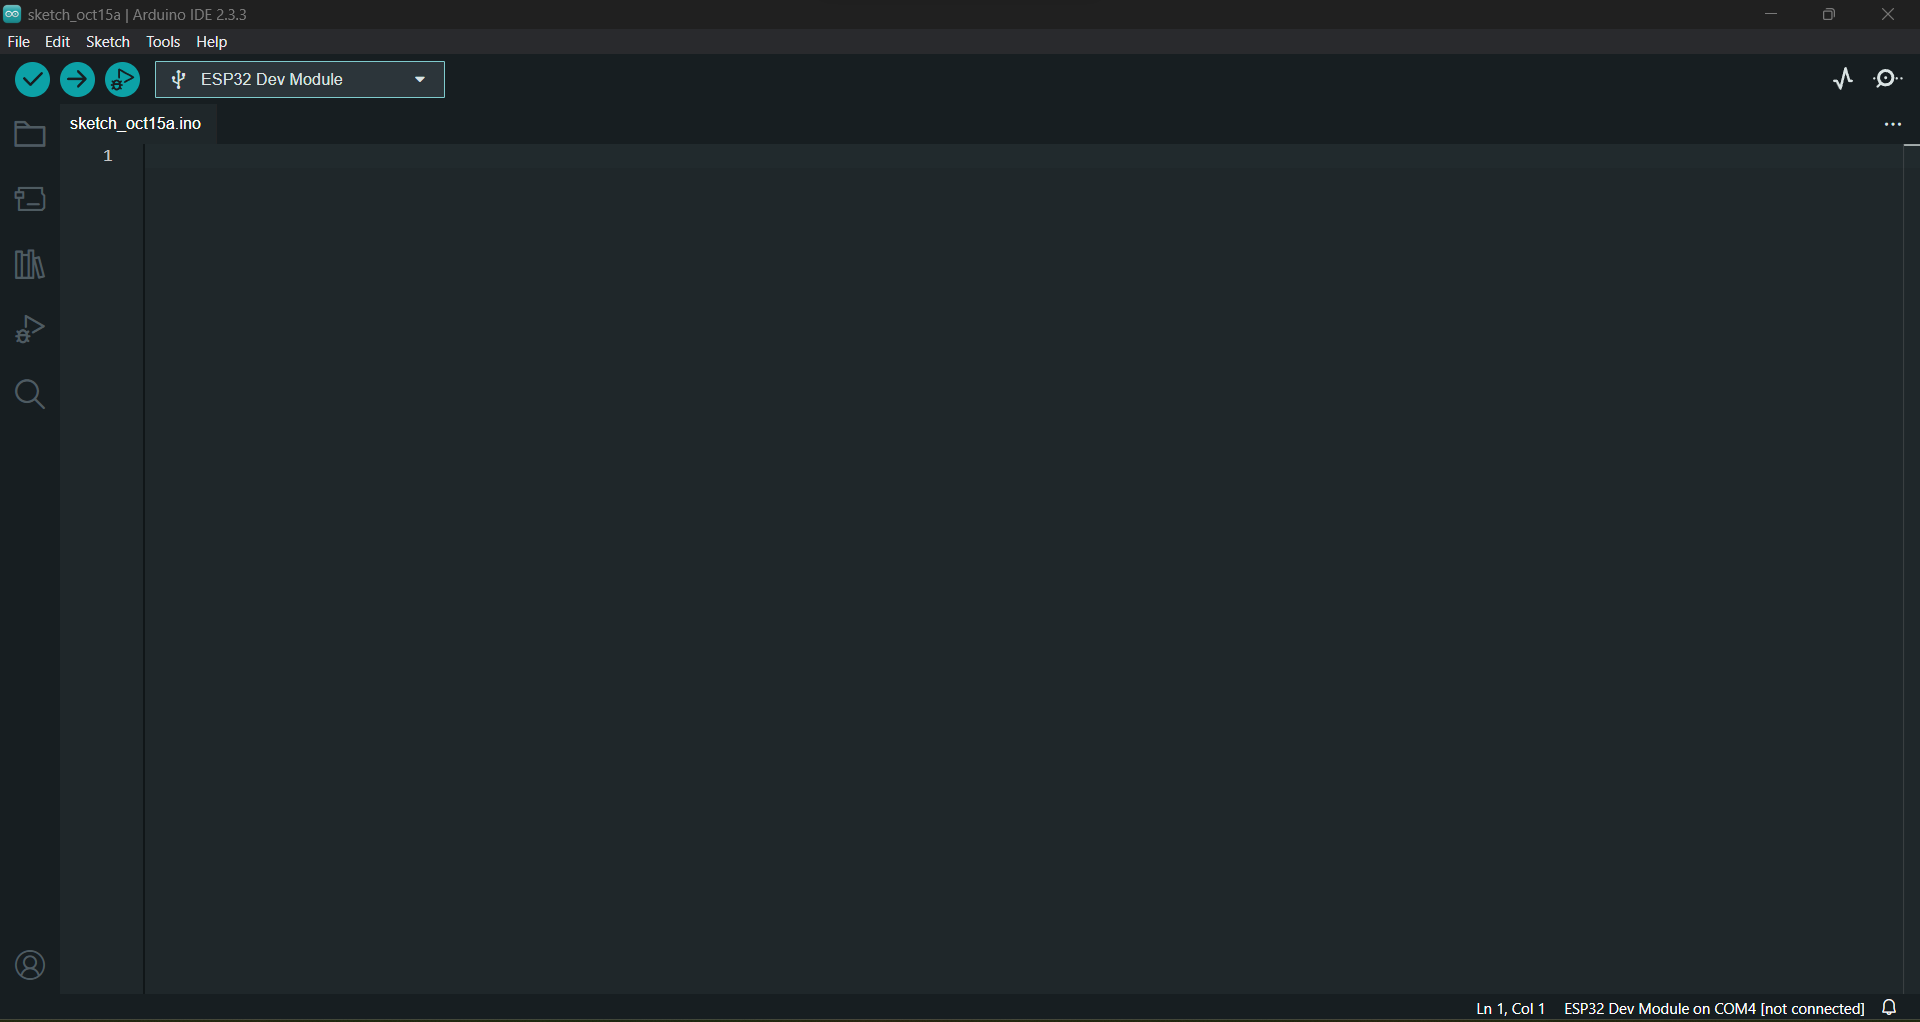 sketch_oct15a | Arduino IDE 2.3.3
File Edit Sketch Tools Help
ESP32 Dev Module
sketch_oct15a.ino
1
Ln 1, Col 1 ESP32 Dev Module on COM4 [not connected]